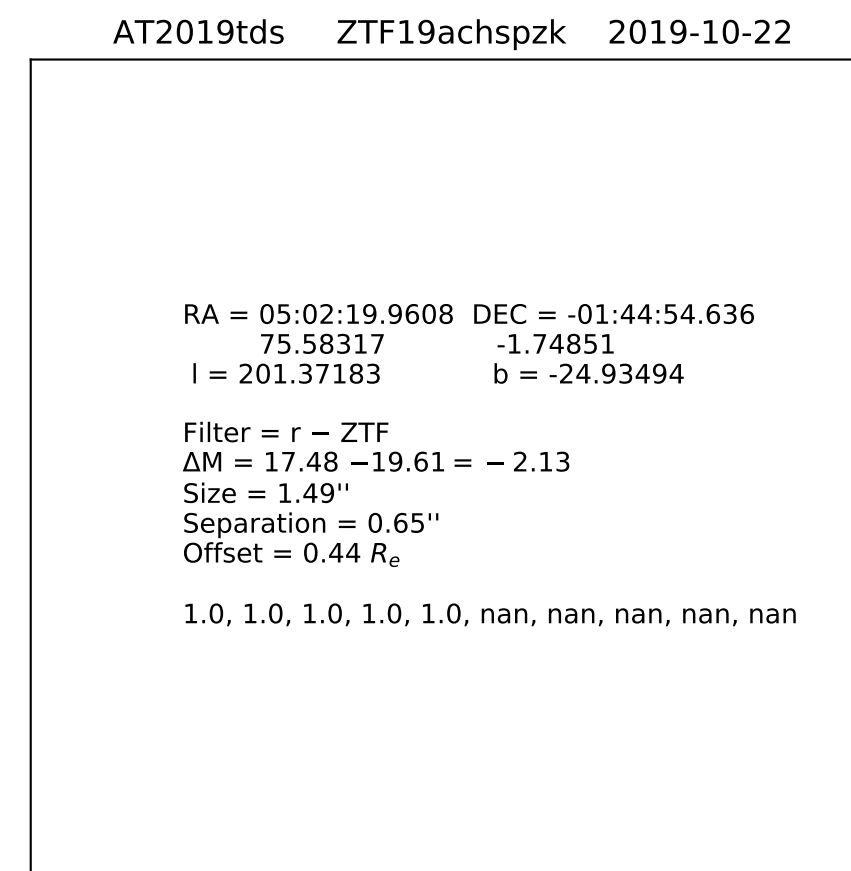 AT2019tds ZTF19achspzk 2019-10-22
RA = 05:02:19.9608 DEC = -01:44:54.636
75.58317 -1.74851
l = 201.37183 b = -24.93494
Filter = r − ZTF
ΔM = 17.48 −19.61 = − 2.13
Size = 1.49''
Separation = 0.65''
Offset = 0.44 Rₑ
1.0, 1.0, 1.0, 1.0, 1.0, nan, nan, nan, nan, nan